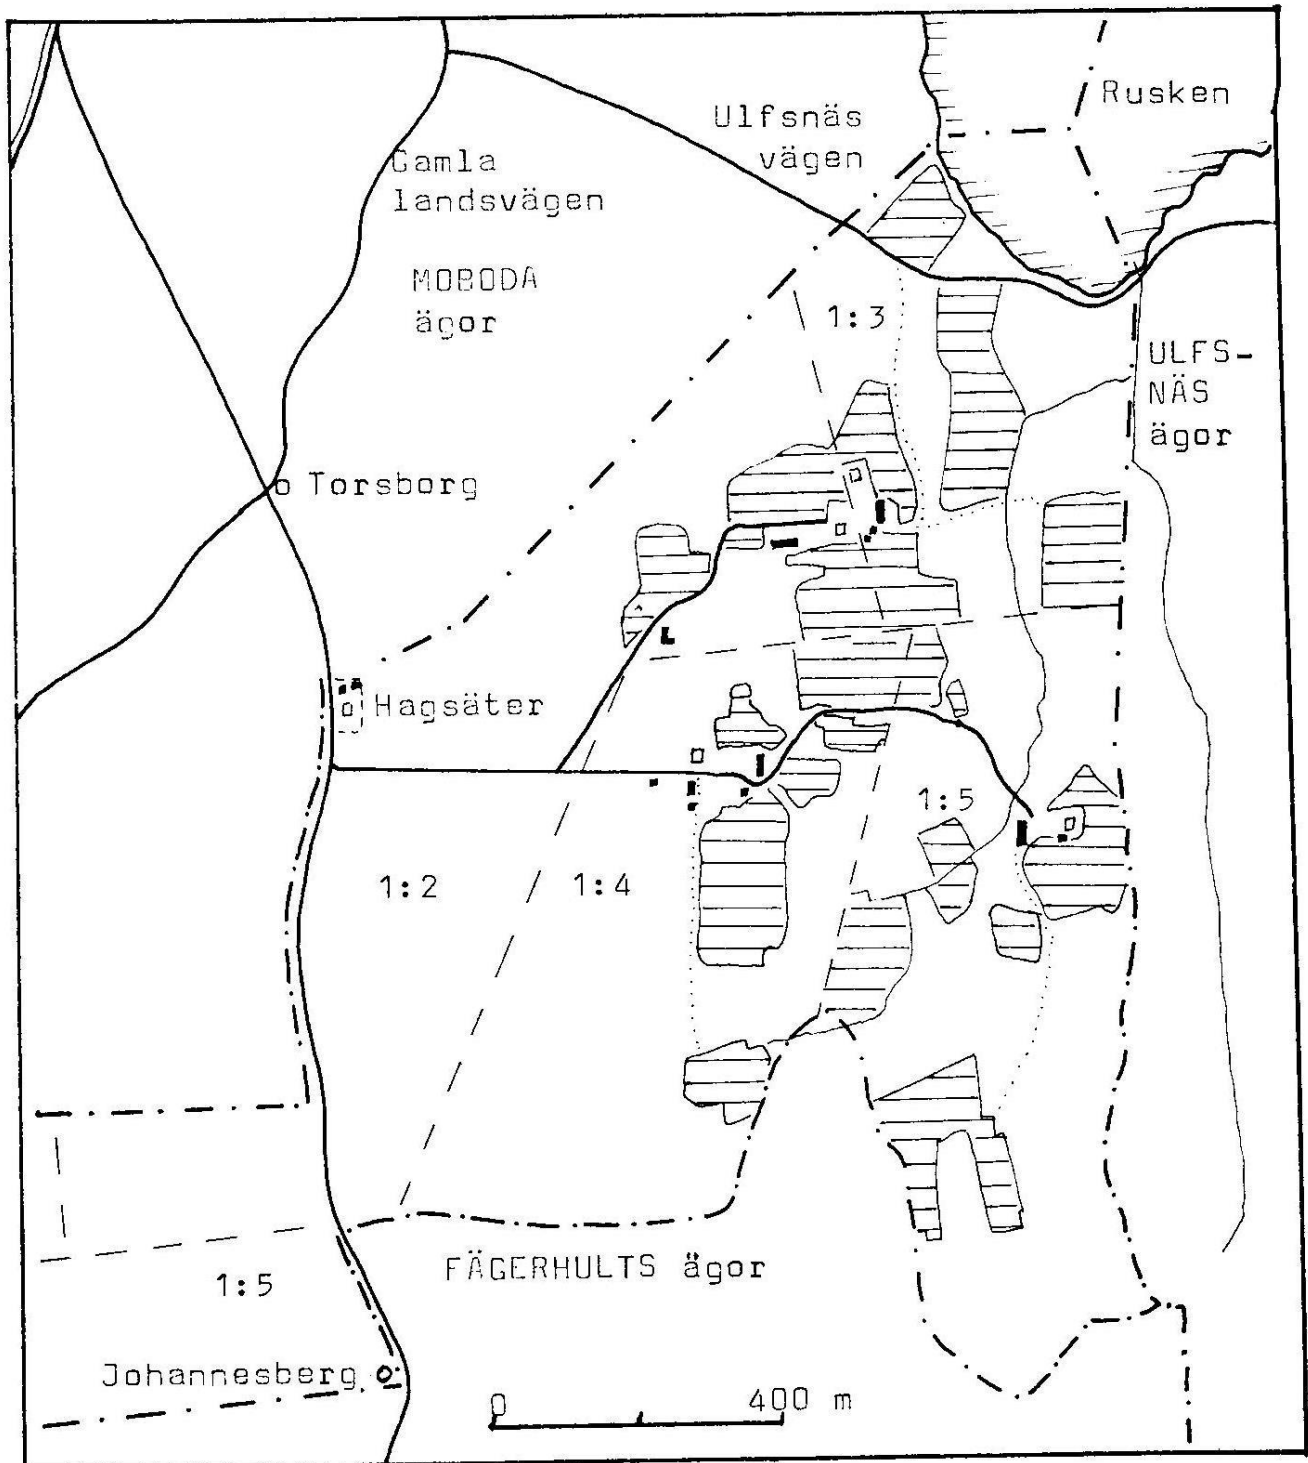 Rusken
Ulfsnäs
vägen
Gamla
landsvägen
MOBODA
ägor
1:3
ULFS-
NÄS
ägor
Torsborg
Hagsäter
1:5
1:2
1:4
FÄGERHULTS ägor
1:5
Johannesberg
0 400 m